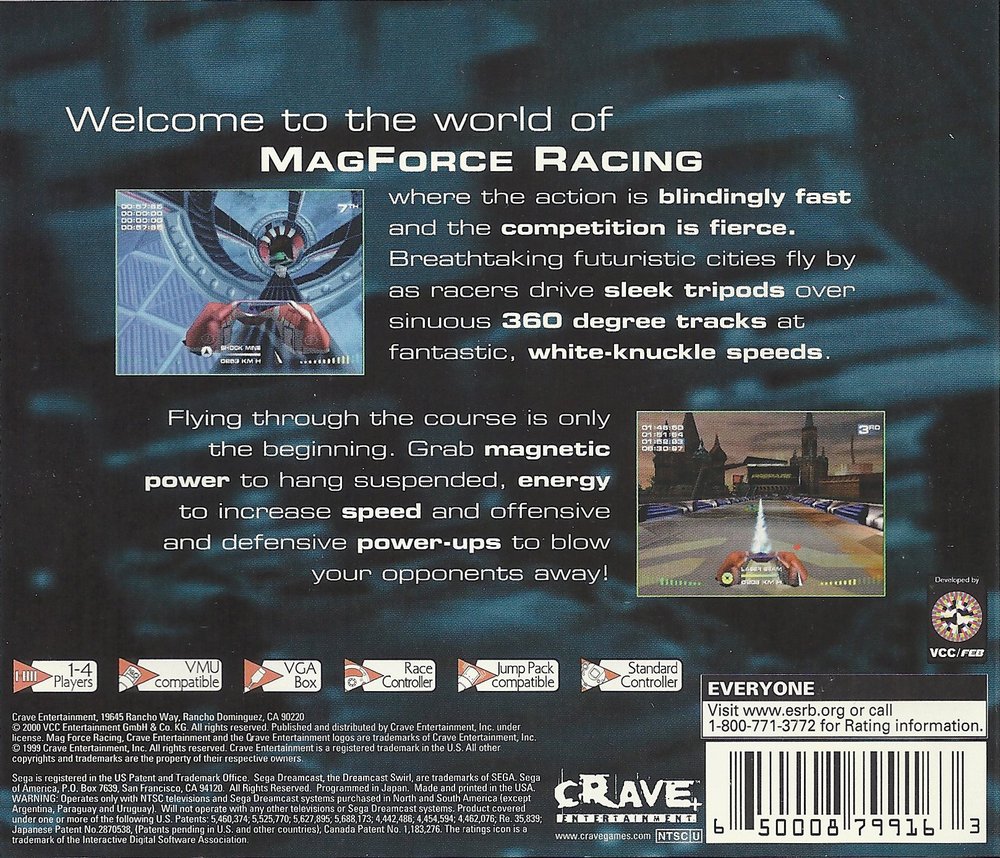 Welcome to the world of
MAGFORCE RACING
where the action is blindingly fast
and the competition is fierce.
Breathtaking futuristic cities fly by
as racers drive sleek tripods over
sinuous 360 degree tracks at
fantastic, white-knuckle speeds.
7TH
SHOCK MINE
0283 KM H
Flying through the course is only
the beginning. Grab magnetic
power to hang suspended, energy
to increase speed and offensive
and defensive power-ups to blow
your opponents away!
3RD
LASER BEAM
Developed by
VCC/FEB
1-4
Players
VMU
compatible
VGA
Box
Race
Controller
Jump Pack
compatible
Standard
Controller
EVERYONE
Visit www.esrb.org or call
1-800-771-3772 for Rating information.
Crave Entertainment, 19645 Rancho Way, Rancho Dominguez, CA 90220
© 2000 VCC Entertainment GmbH & Co. KG. All rights reserved. Published and distributed by Crave Entertainment, Inc. under
license. Mag Force Racing, Crave Entertainment and the Crave Entertainment logos are trademarks of Crave Entertainment, Inc.
© 1999 Crave Entertainment, Inc. All rights reserved. Crave Entertainment is a registered trademark in the U.S. All other
copyrights and trademarks are the property of their respective owners.
Sega is registered in the US Patent and Trademark Office. Sega Dreamcast, the Dreamcast Swirl, are trademarks of SEGA. Sega
of America, P.O. Box 7639, San Francisco, CA 94120. All Rights Reserved. Programmed in Japan. Made and printed in the USA.
WARNING: Operates only with NTSC televisions and Sega Dreamcast systems purchased in North and South America (except
Argentina, Paraguay and Uruguay). Will not operate with any other televisions or Sega Dreamcast systems. Product covered
under one or more of the following U.S. Patents: 5,460,374; 5,525,770; 5,627,895; 5,688,173; 4,442,486; 4,454,594; 4,462,076; Re. 35,839;
Japanese Patent No.2870538, (Patents pending in U.S. and other countries); Canada Patent No. 1,183,276. The ratings icon is a
trademark of the Interactive Digital Software Association.
CRAVE
ENTERTAINMENT
www.cravegames.com NTSC U
6 50008 79916 3